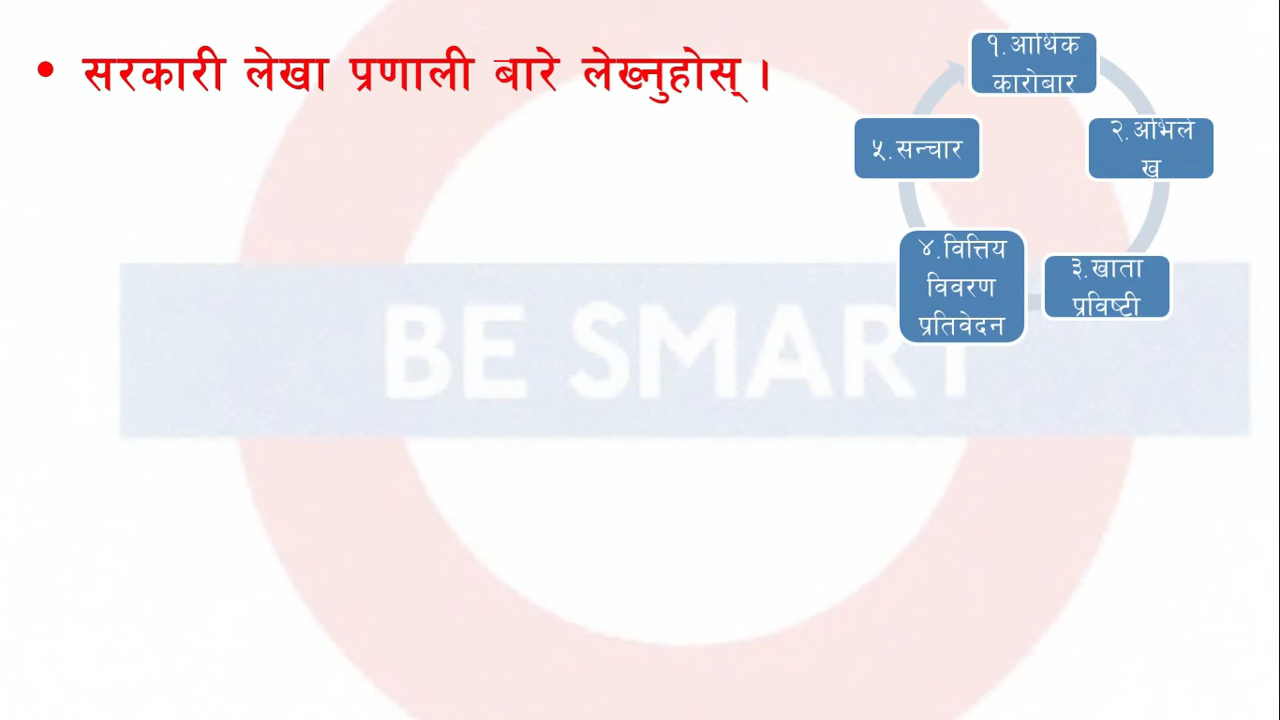 • सरकारी लेखा प्रणाली बारे लेख्नुहोस् ।
१.आर्थिक
कारोबार
२.अभिले
ख
३.खाता
प्रविष्टी
४.वित्तिय
विवरण
प्रतिवेदन
५.सन्चार
BE SMART